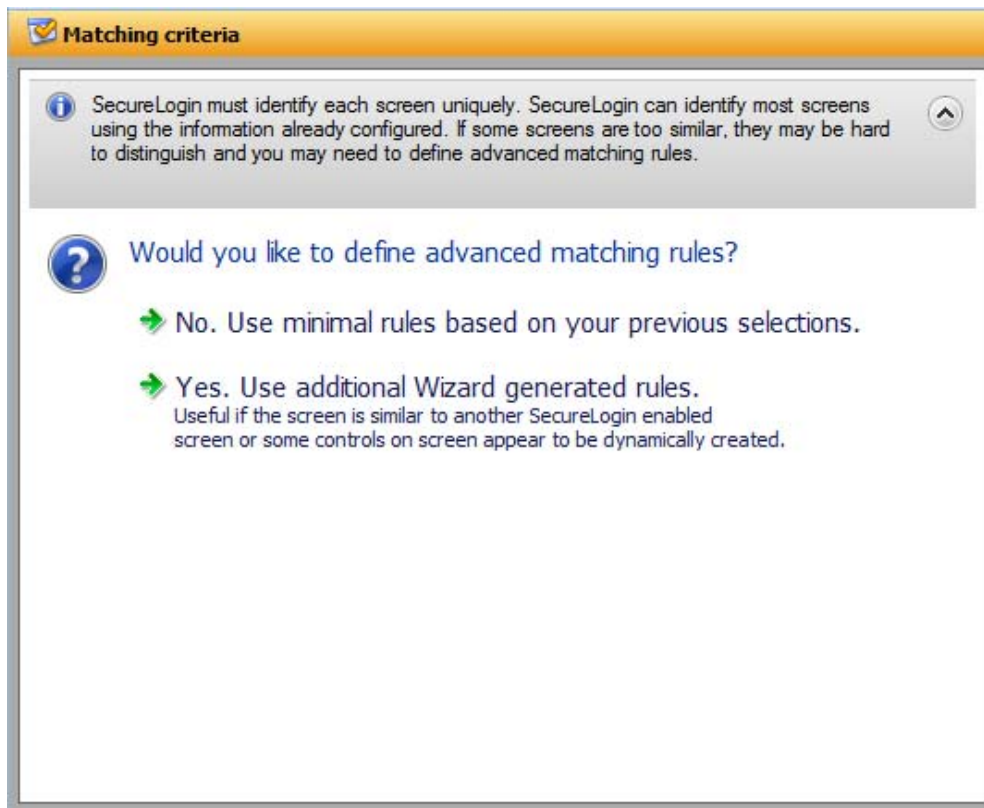 Matching criteria
SecureLogin must identify each screen uniquely. SecureLogin can identify most screens
using the information already configured. If some screens are too similar, they may be hard
to distinguish and you may need to define advanced matching rules.
Would you like to define advanced matching rules?
No. Use minimal rules based on your previous selections.
Yes. Use additional Wizard generated rules.
Useful if the screen is similar to another SecureLogin enabled
screen or some controls on screen appear to be dynamically created.